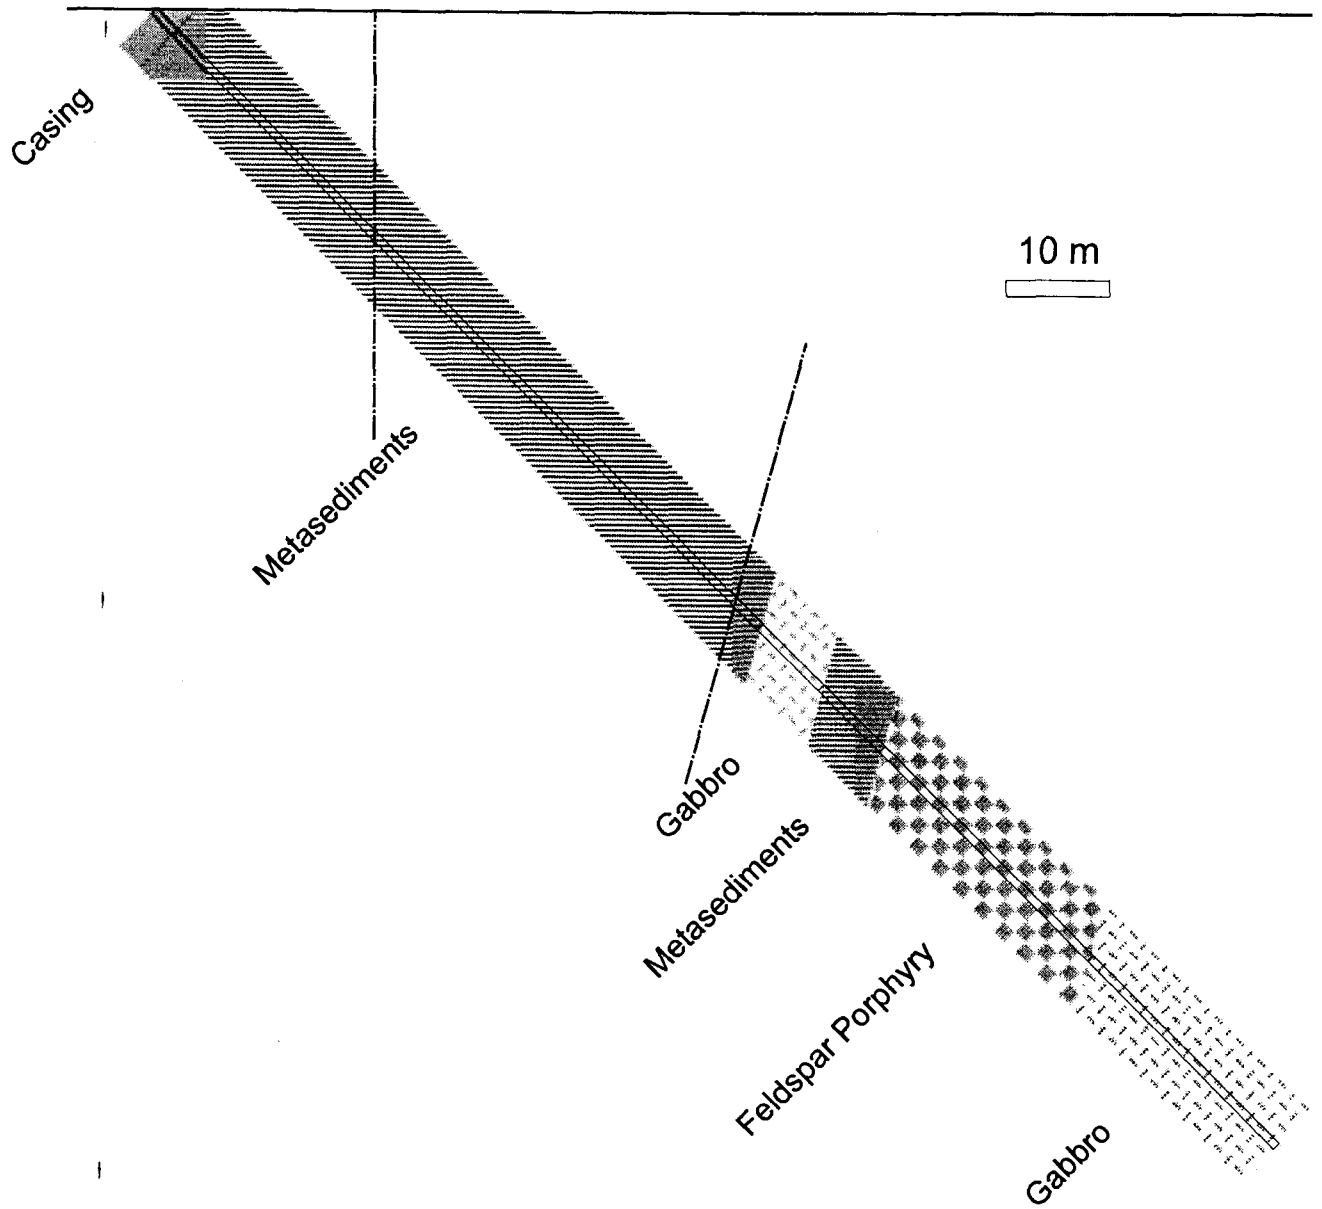 Casing
10 m
Metasediments
Gabbro
Metasediments
Feldspar Porphyry
Gabbro